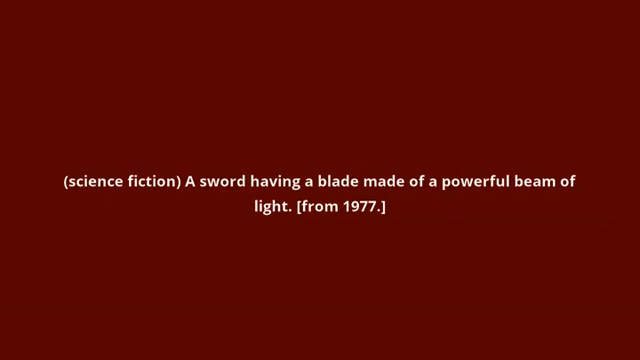 (science fiction) A sword having a blade made of a powerful beam of
light. [from 1977.]